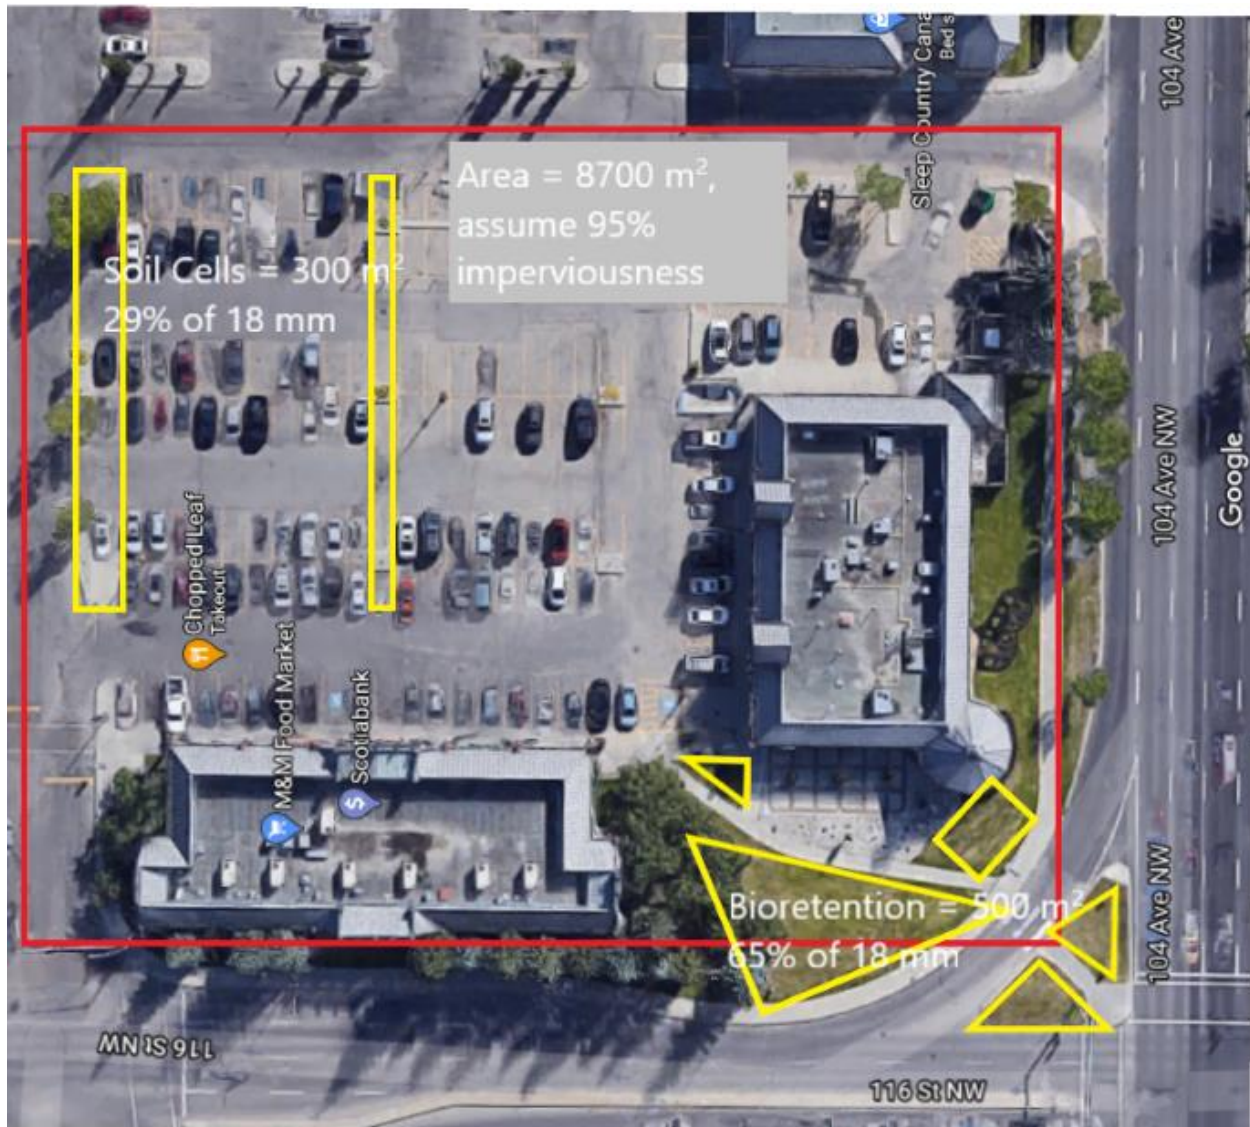 104 Ave
Sleep Country Cana
Bed s
Area = 8700 m²,
assume 95%
imperviousness
Soil Cells = 300 m²
29% of 18 mm
104 Ave NW
Google
Chopped Leaf
Takeout
M&M Food Market
Scotiabank
$
Bioretention = 500 m²
65% of 18 mm
104 Ave NW
116 St NW
116 St NW